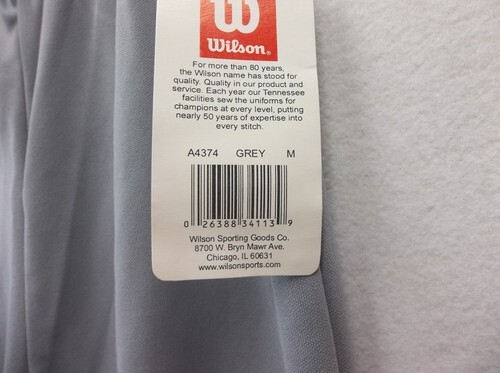 W
Wilson®
For more than 80 years,
the Wilson name has stood for
quality. Quality in our product and
service. Each year our Tennessee
facilities sew the uniforms for
champions at every level, putting
nearly 50 years of expertise into
every stitch.
A4374 GREY M
0 26388 34113 9
Wilson Sporting Goods Co.
8700 W. Bryn Mawr Ave.
Chicago, IL 60631
www.wilsonsports.com